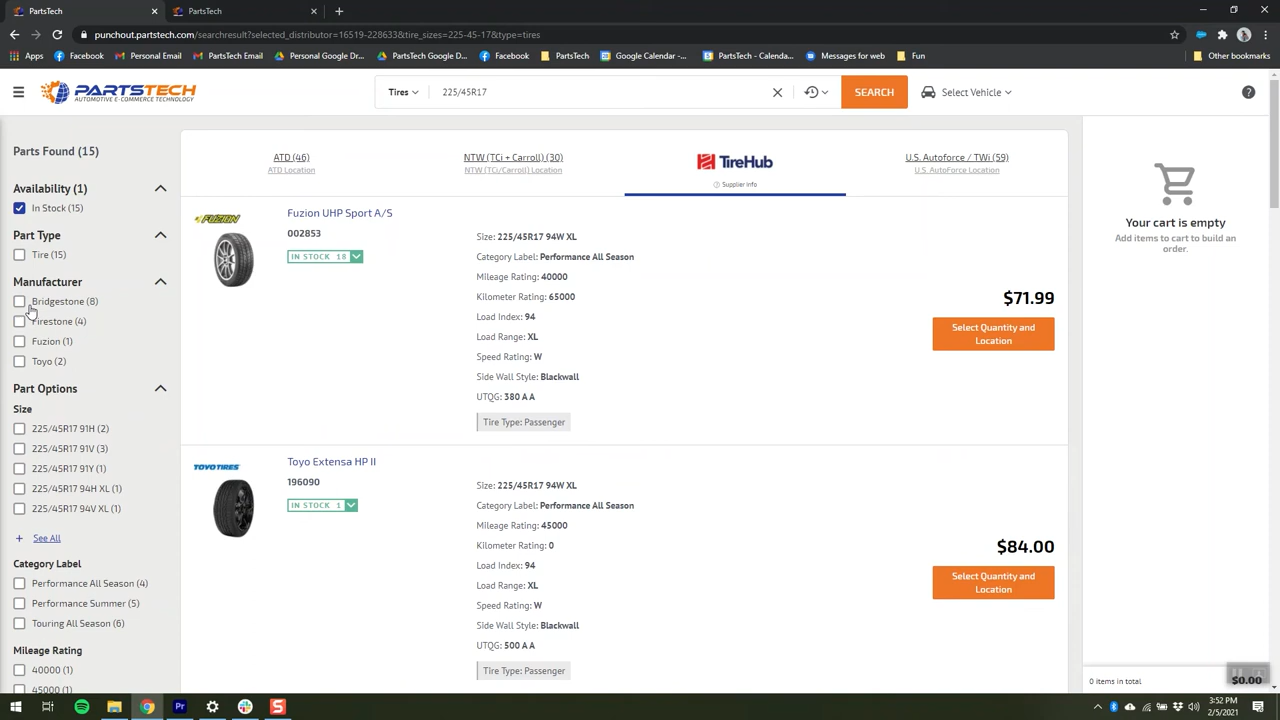 punchout.partstech.com/searchresult?selected_distributor=16519-228633&tire_sizes=225-45-17&type=tires
Apps
Facebook
Personal Email
Personal Google Dr...
PartsTech Email
PartsTech Google D...
Facebook
Google Calendar -...
PartsTech - Calenda...
Messages for web
Fun
PARTSTECH
AUTOMOTIVE E-COMMERCE TECHNOLOGY
Tires
225/45R17
SEARCH
Select Vehicle
Parts Found (15)
Availability (1)
In Stock (15)
Part Type
Tire (15)
Manufacturer
Bridgestone (8)
Firestone (4)
Fuzion (1)
Toyo (2)
Part Options
Size
225/45R17 91H (2)
225/45R17 91V (3)
225/45R17 91Y (1)
225/45R17 94H XL (1)
225/45R17 94V XL (1)
+ See All
Category Label
Performance All Season (4)
Performance Summer (5)
Touring All Season (6)
Mileage Rating
40000 (1)
45000 (1)
ATD (46)
ATD Location
NTW (TCi + Carroll) (30)
NTW (TCi/Carroll) Location
TireHub
Supplier Info
U.S. Autoforce / TWi (59)
U.S. AutoForce Location
FUZION
Fuzion UHP Sport A/S
002853
IN STOCK 18
Size: 225/45R17 94W XL
Category Label: Performance All Season
Mileage Rating: 40000
Kilometer Rating: 65000
Load Index: 94
Load Range: XL
Speed Rating: W
Side Wall Style: Blackwall
UTQG: 380 A A
Tire Type: Passenger
$71.99
Select Quantity and
Location
TOYO TIRES
Toyo Extensa HP II
196090
IN STOCK 1
Size: 225/45R17 94W XL
Category Label: Performance All Season
Mileage Rating: 45000
Kilometer Rating: 0
Load Index: 94
Load Range: XL
Speed Rating: W
Side Wall Style: Blackwall
UTQG: 500 A A
Tire Type: Passenger
$84.00
Select Quantity and
Location
Your cart is empty
Add items to cart to build an
order.
0 items in total
$0.00
3:52 PM
2/5/2021